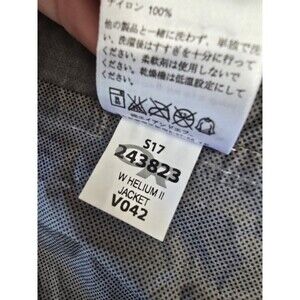 ナイロン 100%
他の製品と一緒に洗わず、単独で洗
い、洗濯後はすすぎを十分に行って
ださい。柔軟剤は使用しないでくだ
い。乾燥機は低温設定にして
ださい。
S17
243823
W HELIUM II
JACKET
V042